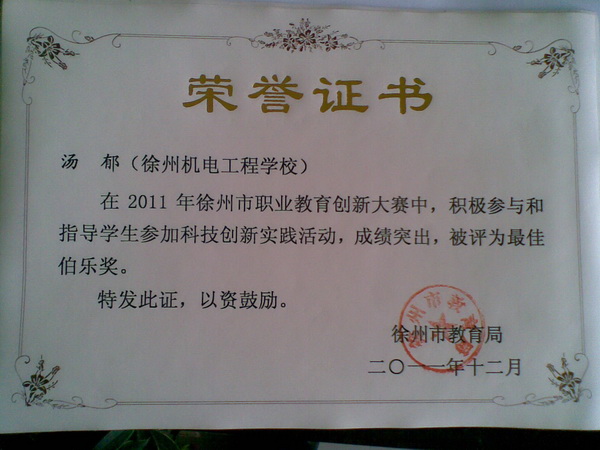 荣誉证书
汤 郁（徐州机电工程学校）
在 2011 年徐州市职业教育创新大赛中，积极参与和
指导学生参加科技创新实践活动，成绩突出，被评为最佳
伯乐奖。
特发此证，以资鼓励。
徐州市教育局
二〇一一年十二月